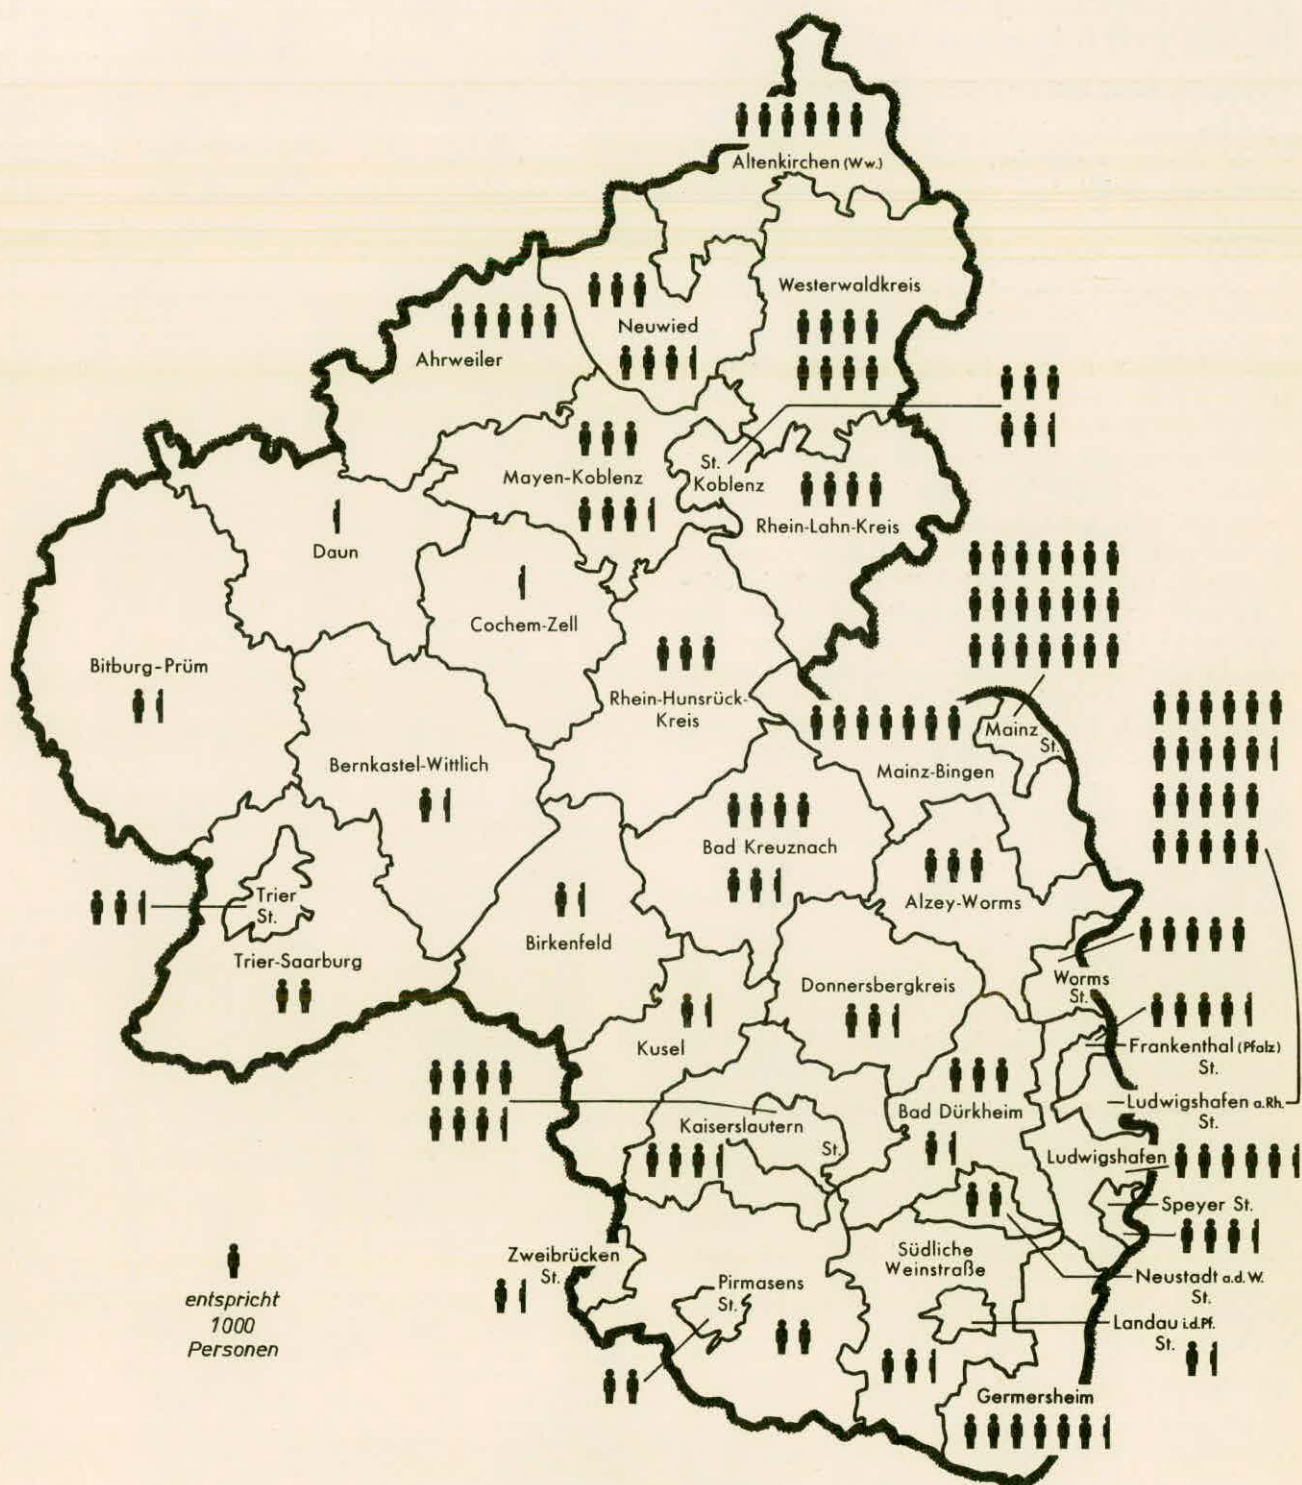 Altenkirchen (Ww.)
Westerwaldkreis
Neuwied
Ahrweiler
Mayen-Koblenz
St.
Koblenz
Rhein-Lahn-Kreis
Daun
Cochem-Zell
Bitburg-Prüm
Rhein-Hunsrück-
Kreis
Mainz
St.
Mainz-Bingen
Bernkastel-Wittlich
Bad Kreuznach
Alzey-Worms
Trier
St.
Birkenfeld
Trier-Saarburg
Donnersbergkreis
Worms
St.
Kusel
Frankenthal (Pfalz)
St.
Ludwigshafen a.Rh.
St.
Bad Dürkheim
Kaiserslautern
St.
Ludwigshafen
Speyer St.
Zweibrücken
St.
Südliche
Weinstraße
Neustadt a.d.W.
St.
Pirmasens
St.
Landau i.d.Pf.
St.
Germersheim
entspricht
1000
Personen